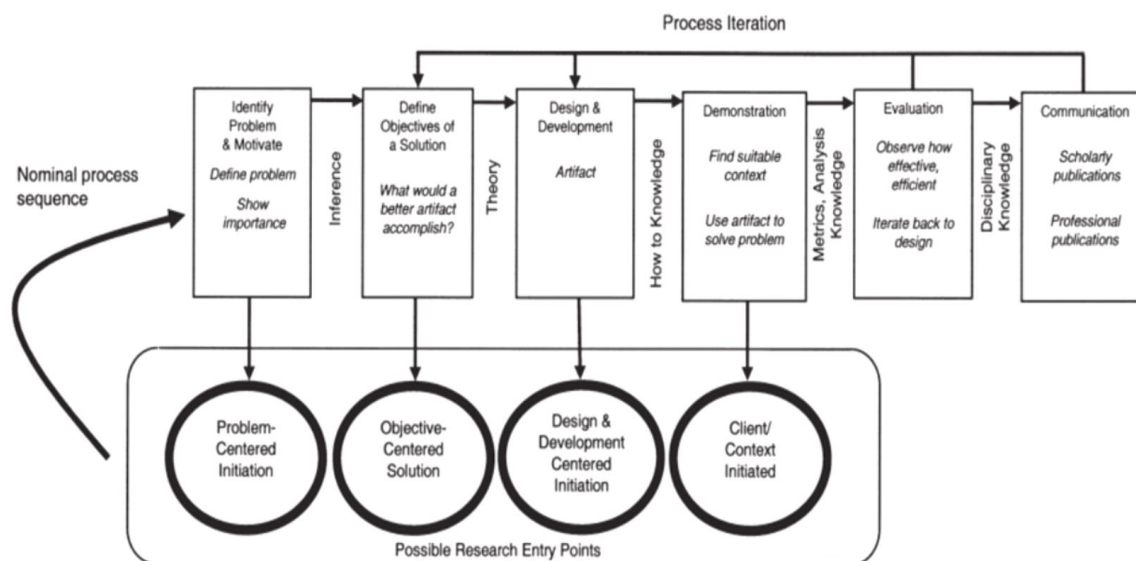 Process Iteration
Nominal process
sequence
Identify
Problem
& Motivate
Define problem
Show
importance
Inference
Define
Objectives of
a Solution
What would a
better artifact
accomplish?
Theory
Design &
Development
Artifact
How to Knowledge
Demonstration
Find suitable
context
Use artifact to
solve problem
Metrics, Analysis
Knowledge
Evaluation
Observe how
effective,
efficient
Iterate back to
design
Disciplinary
Knowledge
Communication
Scholarly
publications
Professional
publications
Problem-
Centered
Initiation
Objective-
Centered
Solution
Design &
Development
Centered
Initiation
Client/
Context
Initiated
Possible Research Entry Points